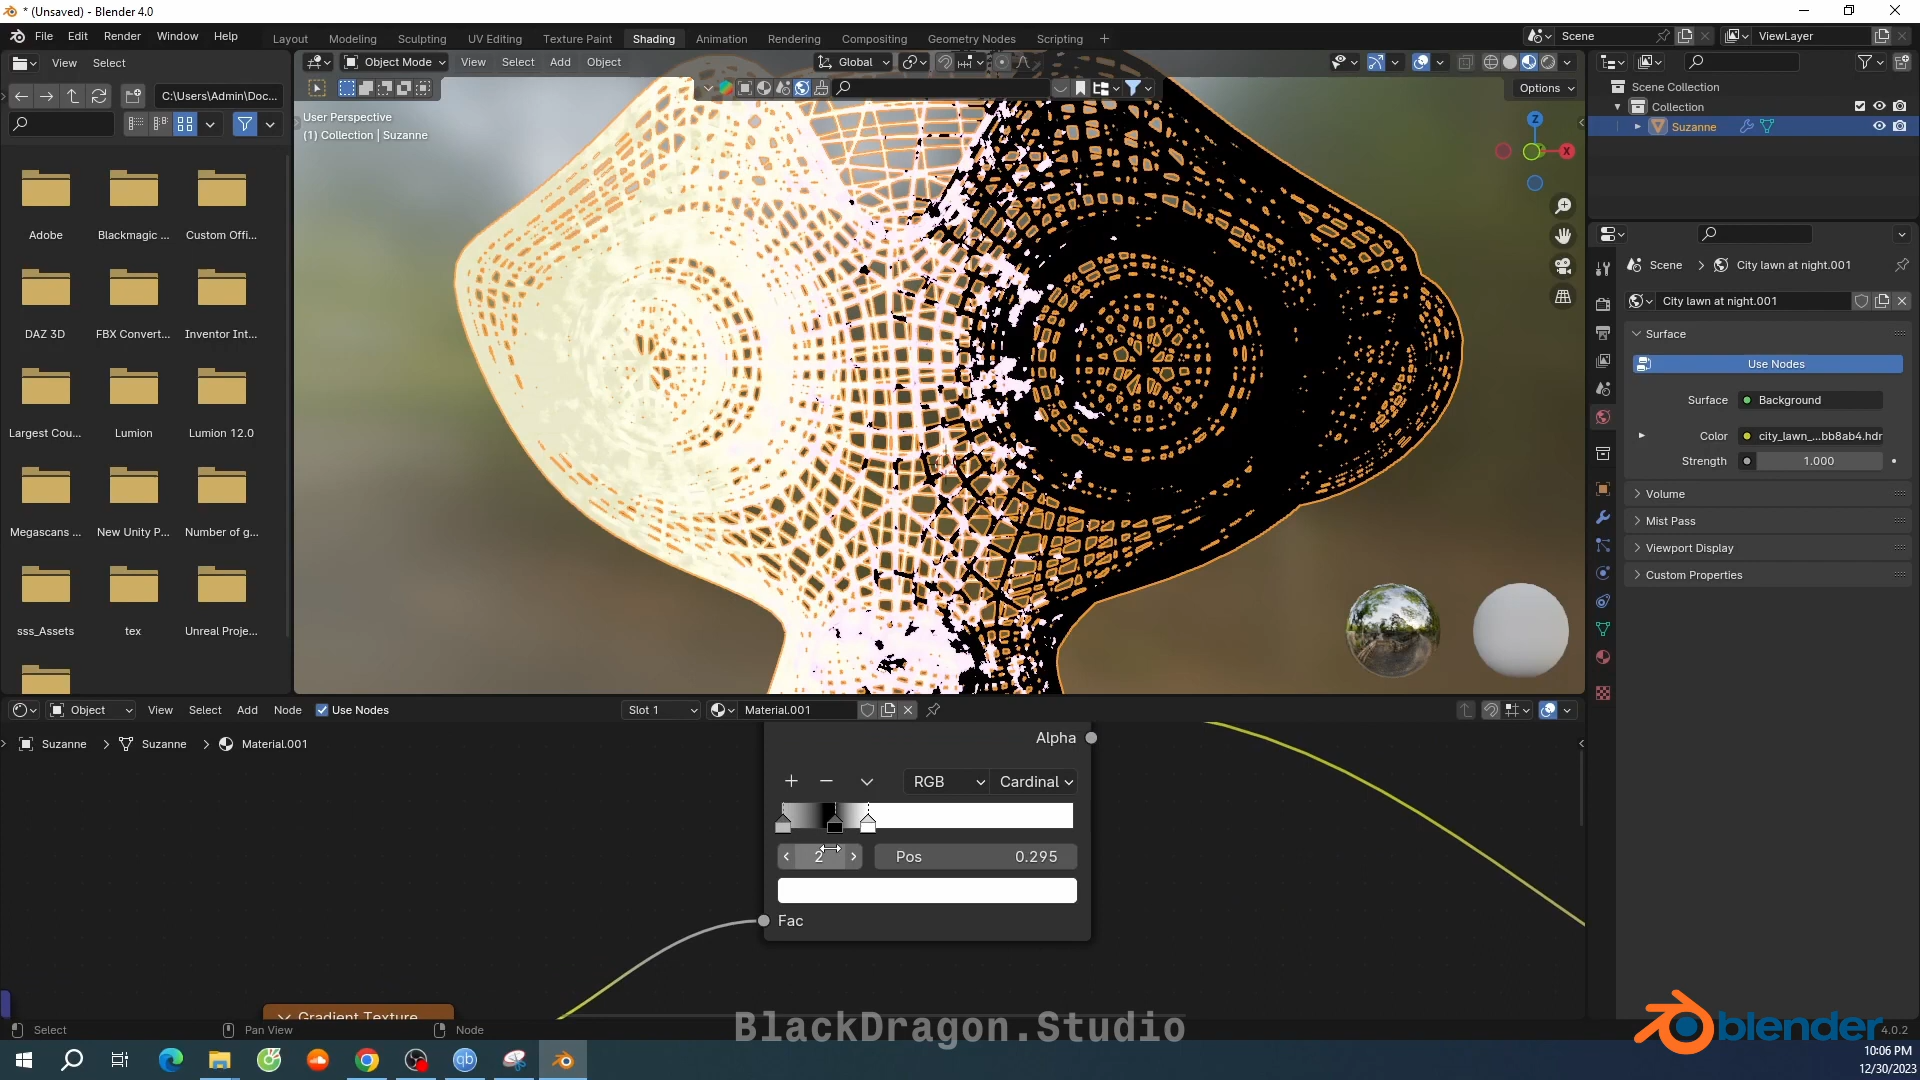 * (Unsaved) - Blender 4.0
File Edit Render Window Help
Layout Modeling Sculpting UV Editing Texture Paint Shading Animation Rendering Compositing Geometry Nodes Scripting +
Scene
ViewLayer
View Select
Object Mode View Select Add Object
Global
C:\Users\Admin\Doc...
Options
User Perspective
(1) Collection | Suzanne
Z
X
Scene Collection
Collection
Suzanne
Adobe Blackmagic ... Custom Offi...
DAZ 3D FBX Convert... Inventor Int...
Largest Cou... Lumion Lumion 12.0
Megascans ... New Unity P... Number of g...
sss_Assets tex Unreal Proje...
Scene > City lawn at night.001
City lawn at night.001
Surface
Use Nodes
Surface Background
Color city_lawn_...bb8ab4.hdr
Strength 1.000
Volume
Mist Pass
Viewport Display
Custom Properties
Object View Select Add Node Use Nodes
Slot 1 Material.001
Suzanne > Suzanne > Material.001
Alpha
+ − RGB Cardinal
2 Pos 0.295
Fac
Gradient Texture
Select Pan View Node
BlackDragon.Studio
blender
4.0.2
qb
10:06 PM
12/30/2023